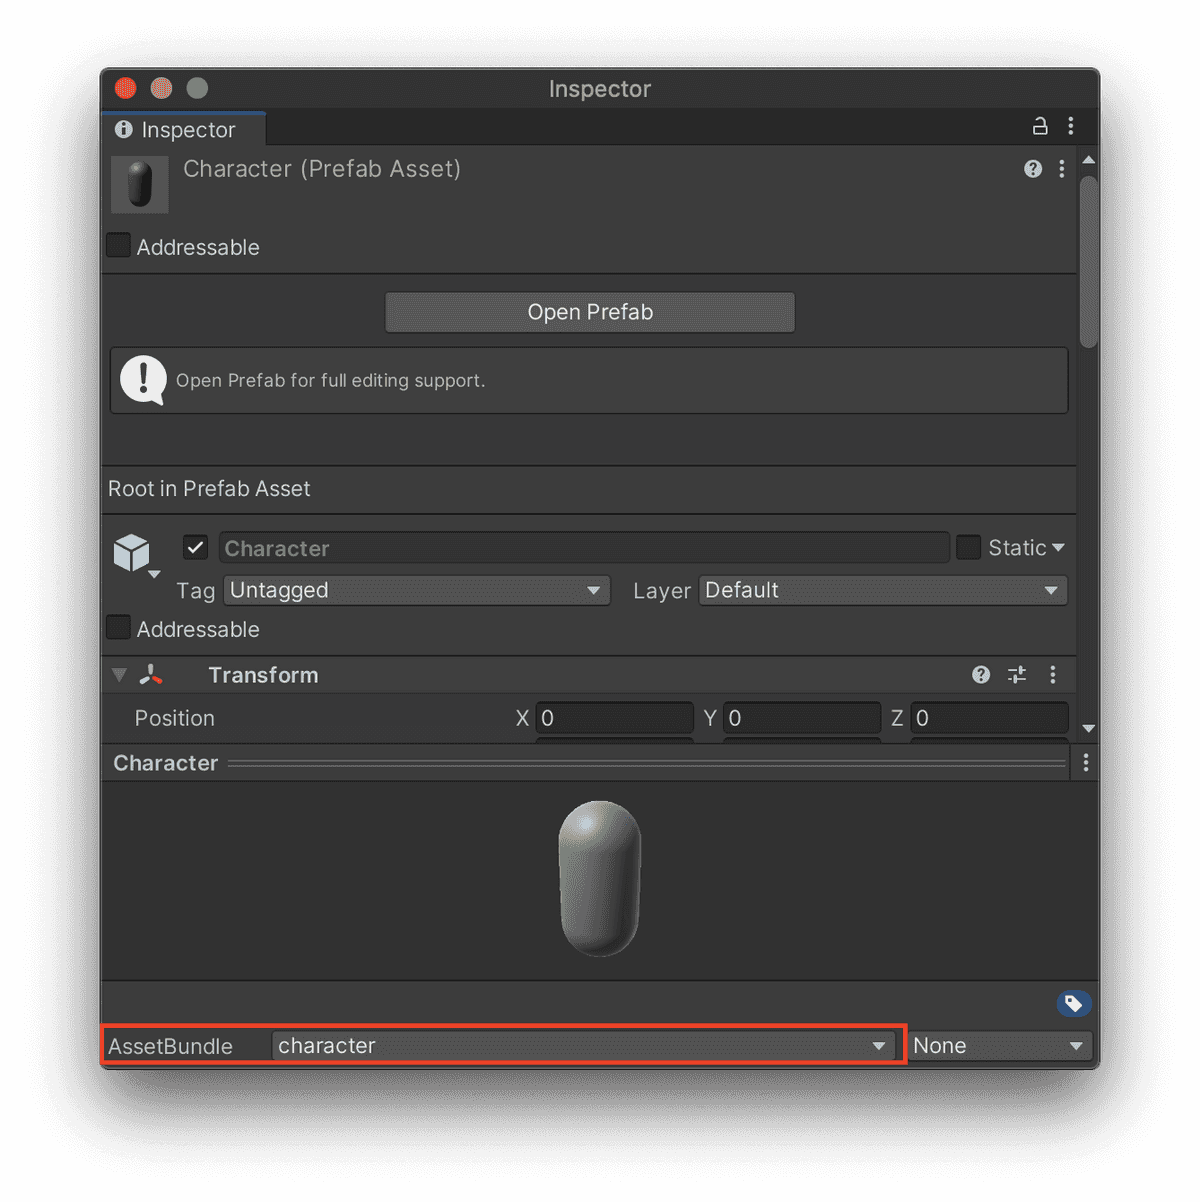 Inspector
Inspector
Character (Prefab Asset)
Addressable
Open Prefab
Open Prefab for full editing support.
Root in Prefab Asset
Character Static
Tag Untagged Layer Default
Addressable
Transform
Position X 0 Y 0 Z 0
Character
AssetBundle character None